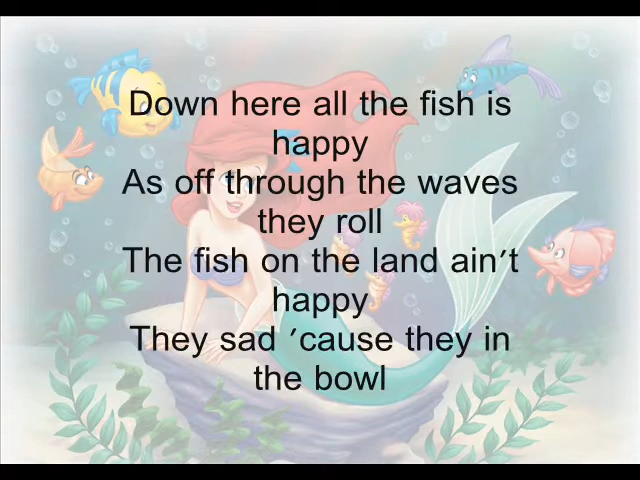 Down here all the fish is
happy
As off through the waves
they roll
The fish on the land ain't
happy
They sad 'cause they in
the bowl